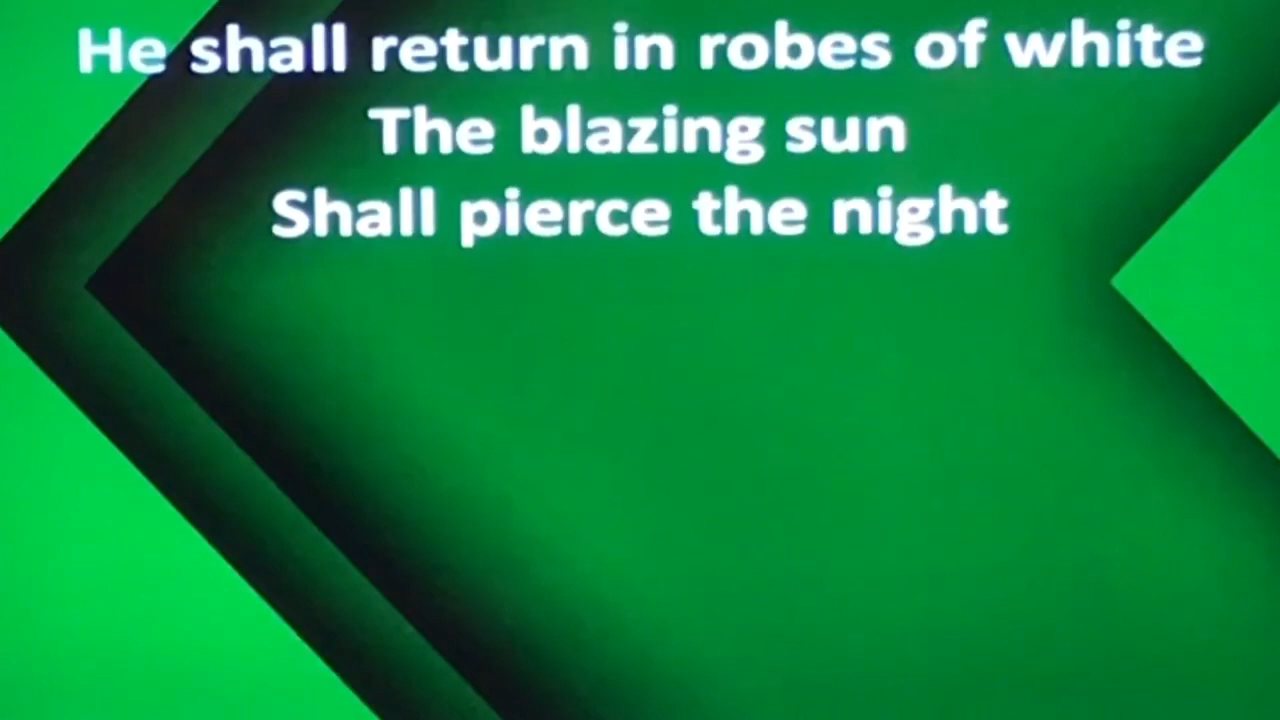 He shall return in robes of white
The blazing sun
Shall pierce the night